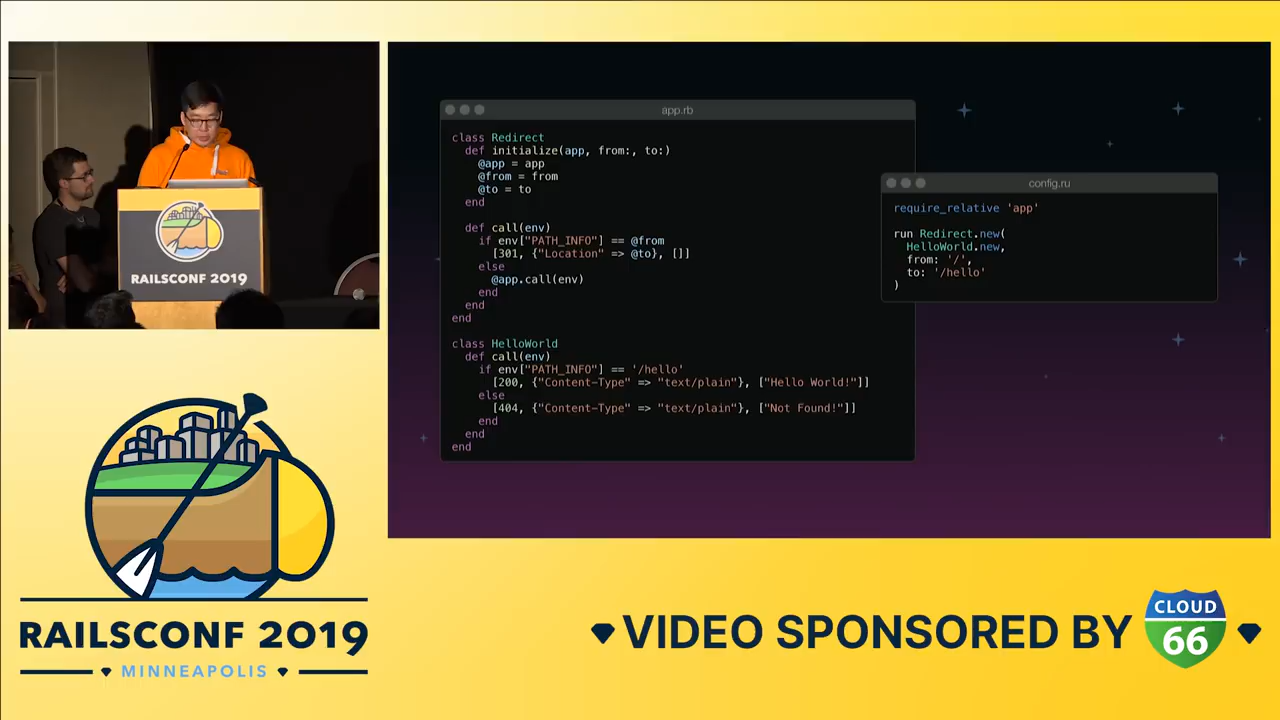 RAILSCONF 2019
app.rb
class Redirect
  def initialize(app, from:, to:)
    @app = app
    @from = from
    @to = to
  end
  def call(env)
    if env["PATH_INFO"] == @from
      [301, {"Location" => @to}, []]
    else
      @app.call(env)
    end
  end
end
class HelloWorld
  def call(env)
    if env["PATH_INFO"] == '/hello'
      [200, {"Content-Type" => "text/plain"}, ["Hello World!"]]
    else
      [404, {"Content-Type" => "text/plain"}, ["Not Found!"]]
    end
  end
end
config.ru
require_relative 'app'
run Redirect.new(
  HelloWorld.new,
  from: '/',
  to: '/hello'
)
RAILSCONF 2019
MINNEAPOLIS
VIDEO SPONSORED BY
CLOUD
66